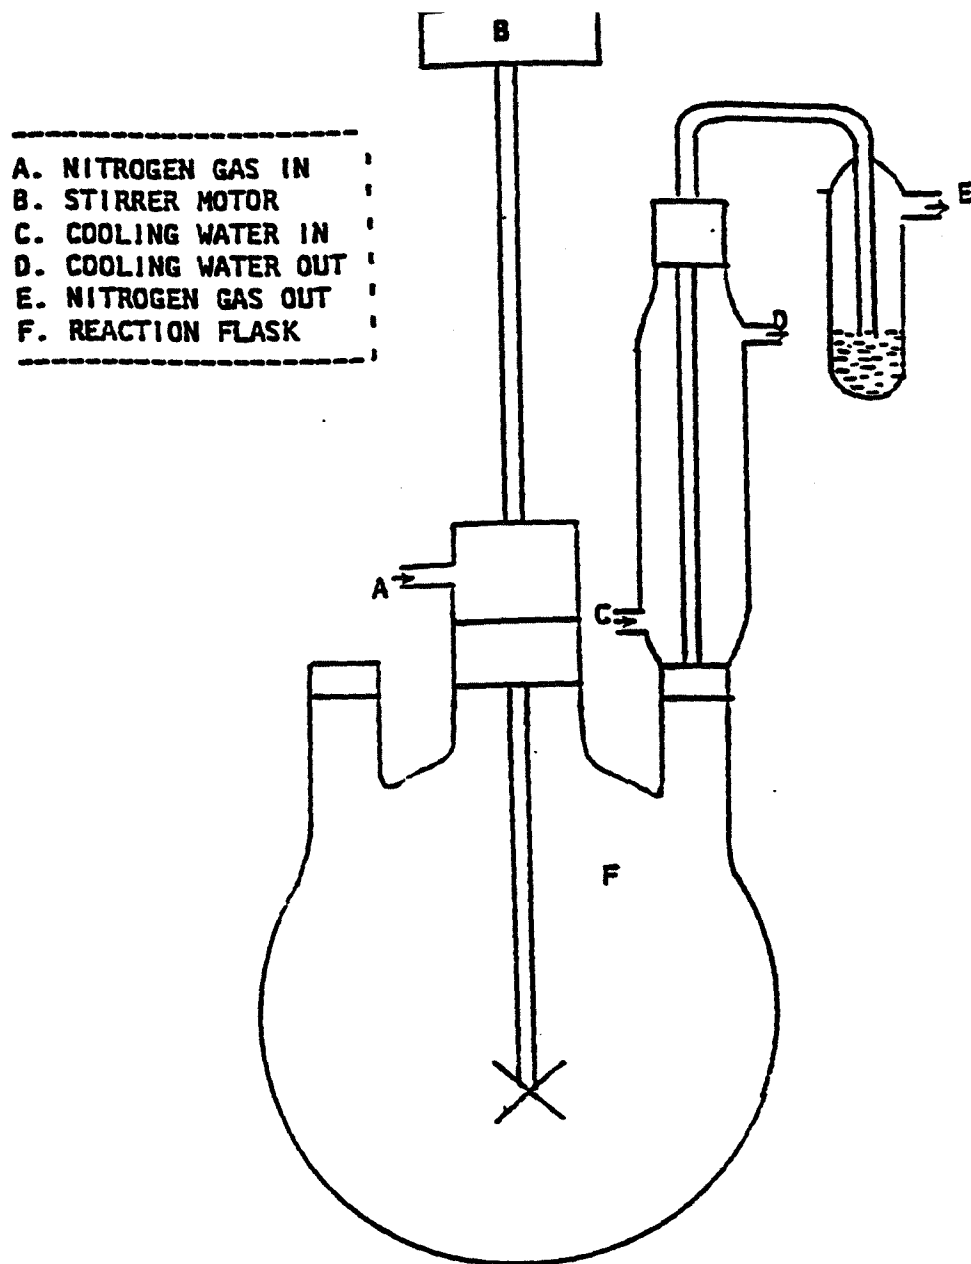 B
A. NITROGEN GAS IN
B. STIRRER MOTOR
C. COOLING WATER IN
D. COOLING WATER OUT
E. NITROGEN GAS OUT
F. REACTION FLASK
E
D
A
C
F